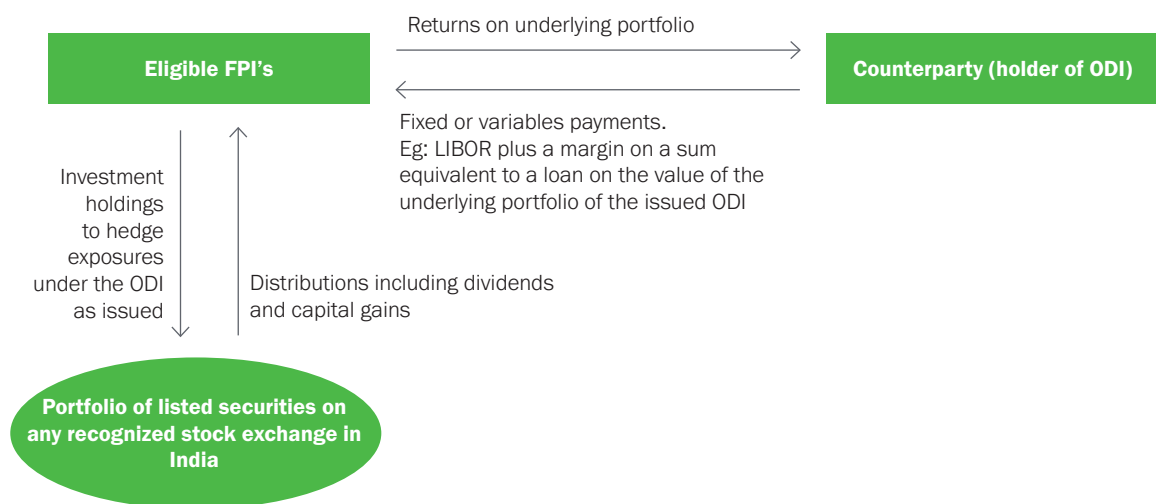 Returns on underlying portfolio
Eligible FPI's
Counterparty (holder of ODI)
Fixed or variables payments.
Eg: LIBOR plus a margin on a sum
equivalent to a loan on the value of the
underlying portfolio of the issued ODI
Investment
holdings
to hedge
exposures
under the ODI
as issued
Distributions including dividends
and capital gains
Portfolio of listed securities on
any recognized stock exchange in
India